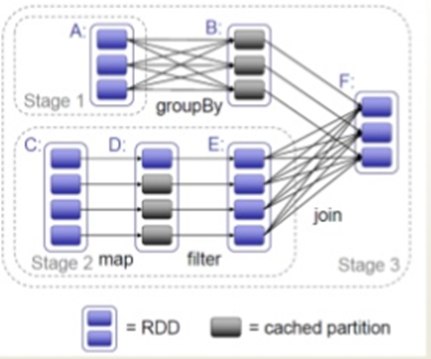 A:
B:
F:
Stage 1
groupBy
C:
D:
E:
join
Stage 2
map
filter
Stage 3
= RDD
= cached partition